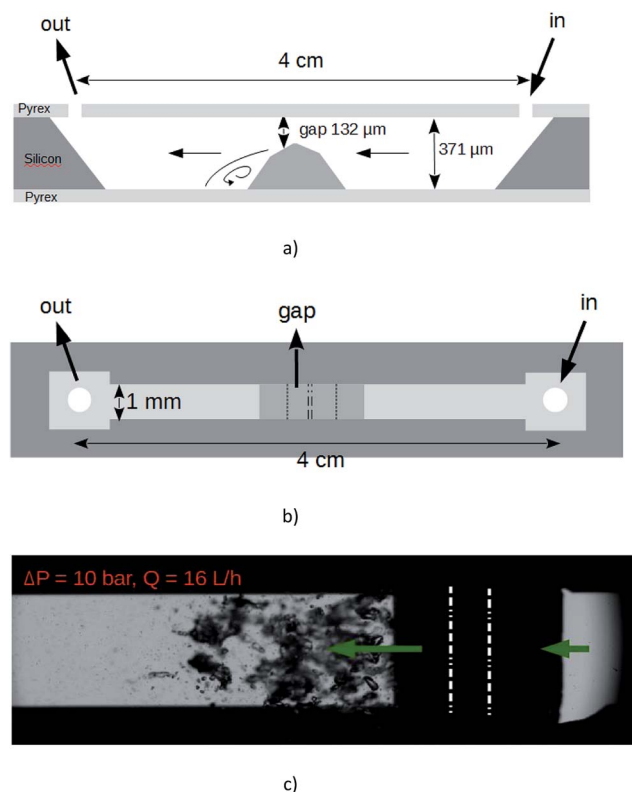 out
in
4 cm
Pyrex
gap 132 µm
371 µm
Silicon
Pyrex
a)
out
gap
in
1 mm
4 cm
b)
ΔP = 10 bar, Q = 16 L/h
c)